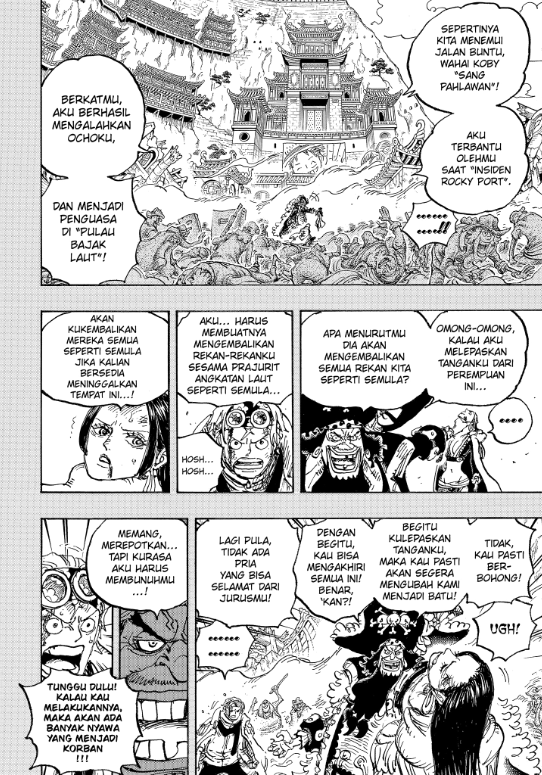 SEPERTINYA
KITA MENEMUI
JALAN BUNTU,
WAHAI KOBY
"SANG
PAHLAWAN"!
AKU
TERBANTU
OLEHMU
SAAT "INSIDEN
ROCKY PORT".
BERKATMU,
AKU BERHASIL
MENGALAHKAN
OCHOKU,
DAN MENJADI
PENGUASA
DI "PULAU
BAJAK
LAUT"!
......
.....!!
OMONG-OMONG,
KALAU AKU
MELEPASKAN
TANGANKU DARI
PEREMPUAN
INI...
APA MENURUTMU
DIA AKAN
MENGEMBALIKAN
SEMUA REKAN KITA
SEPERTI SEMULA?
....
AKU... HARUS
MEMBUATNYA
MENGEMBALIKAN
REKAN-REKANKU
SESAMA PRAJURIT
ANGKATAN LAUT
SEPERTI SEMULA...
HOSH...
HOSH...
AKAN
KUKEMBALIKAN
MEREKA SEMUA
SEPERTI SEMULA
JIKA KALIAN
BERSEDIA
MENINGGALKAN
TEMPAT INI...!
TIDAK,
KAU PASTI
BER-
BOHONG!
BEGITU
KULEPASKAN
TANGANKU,
MAKA KAU PASTI
AKAN SEGERA
MENGUBAH KAMI
MENJADI BATU!
UGH!
DENGAN
BEGITU,
KAU BISA
MENGAKHIRI
SEMUA INI!
BENAR,
'KAN?!
LAGI PULA,
TIDAK ADA
PRIA
YANG BISA
SELAMAT DARI
JURUSMU!
......
......
MEMANG,
MEREPOTKAN...
TAPI KURASA
AKU HARUS
MEMBUNUHMU
...!
TUNGGU DULU!
KALAU KAU
MELAKUKANNYA,
MAKA AKAN ADA
BANYAK NYAWA
YANG MENJADI
KORBAN
!!!